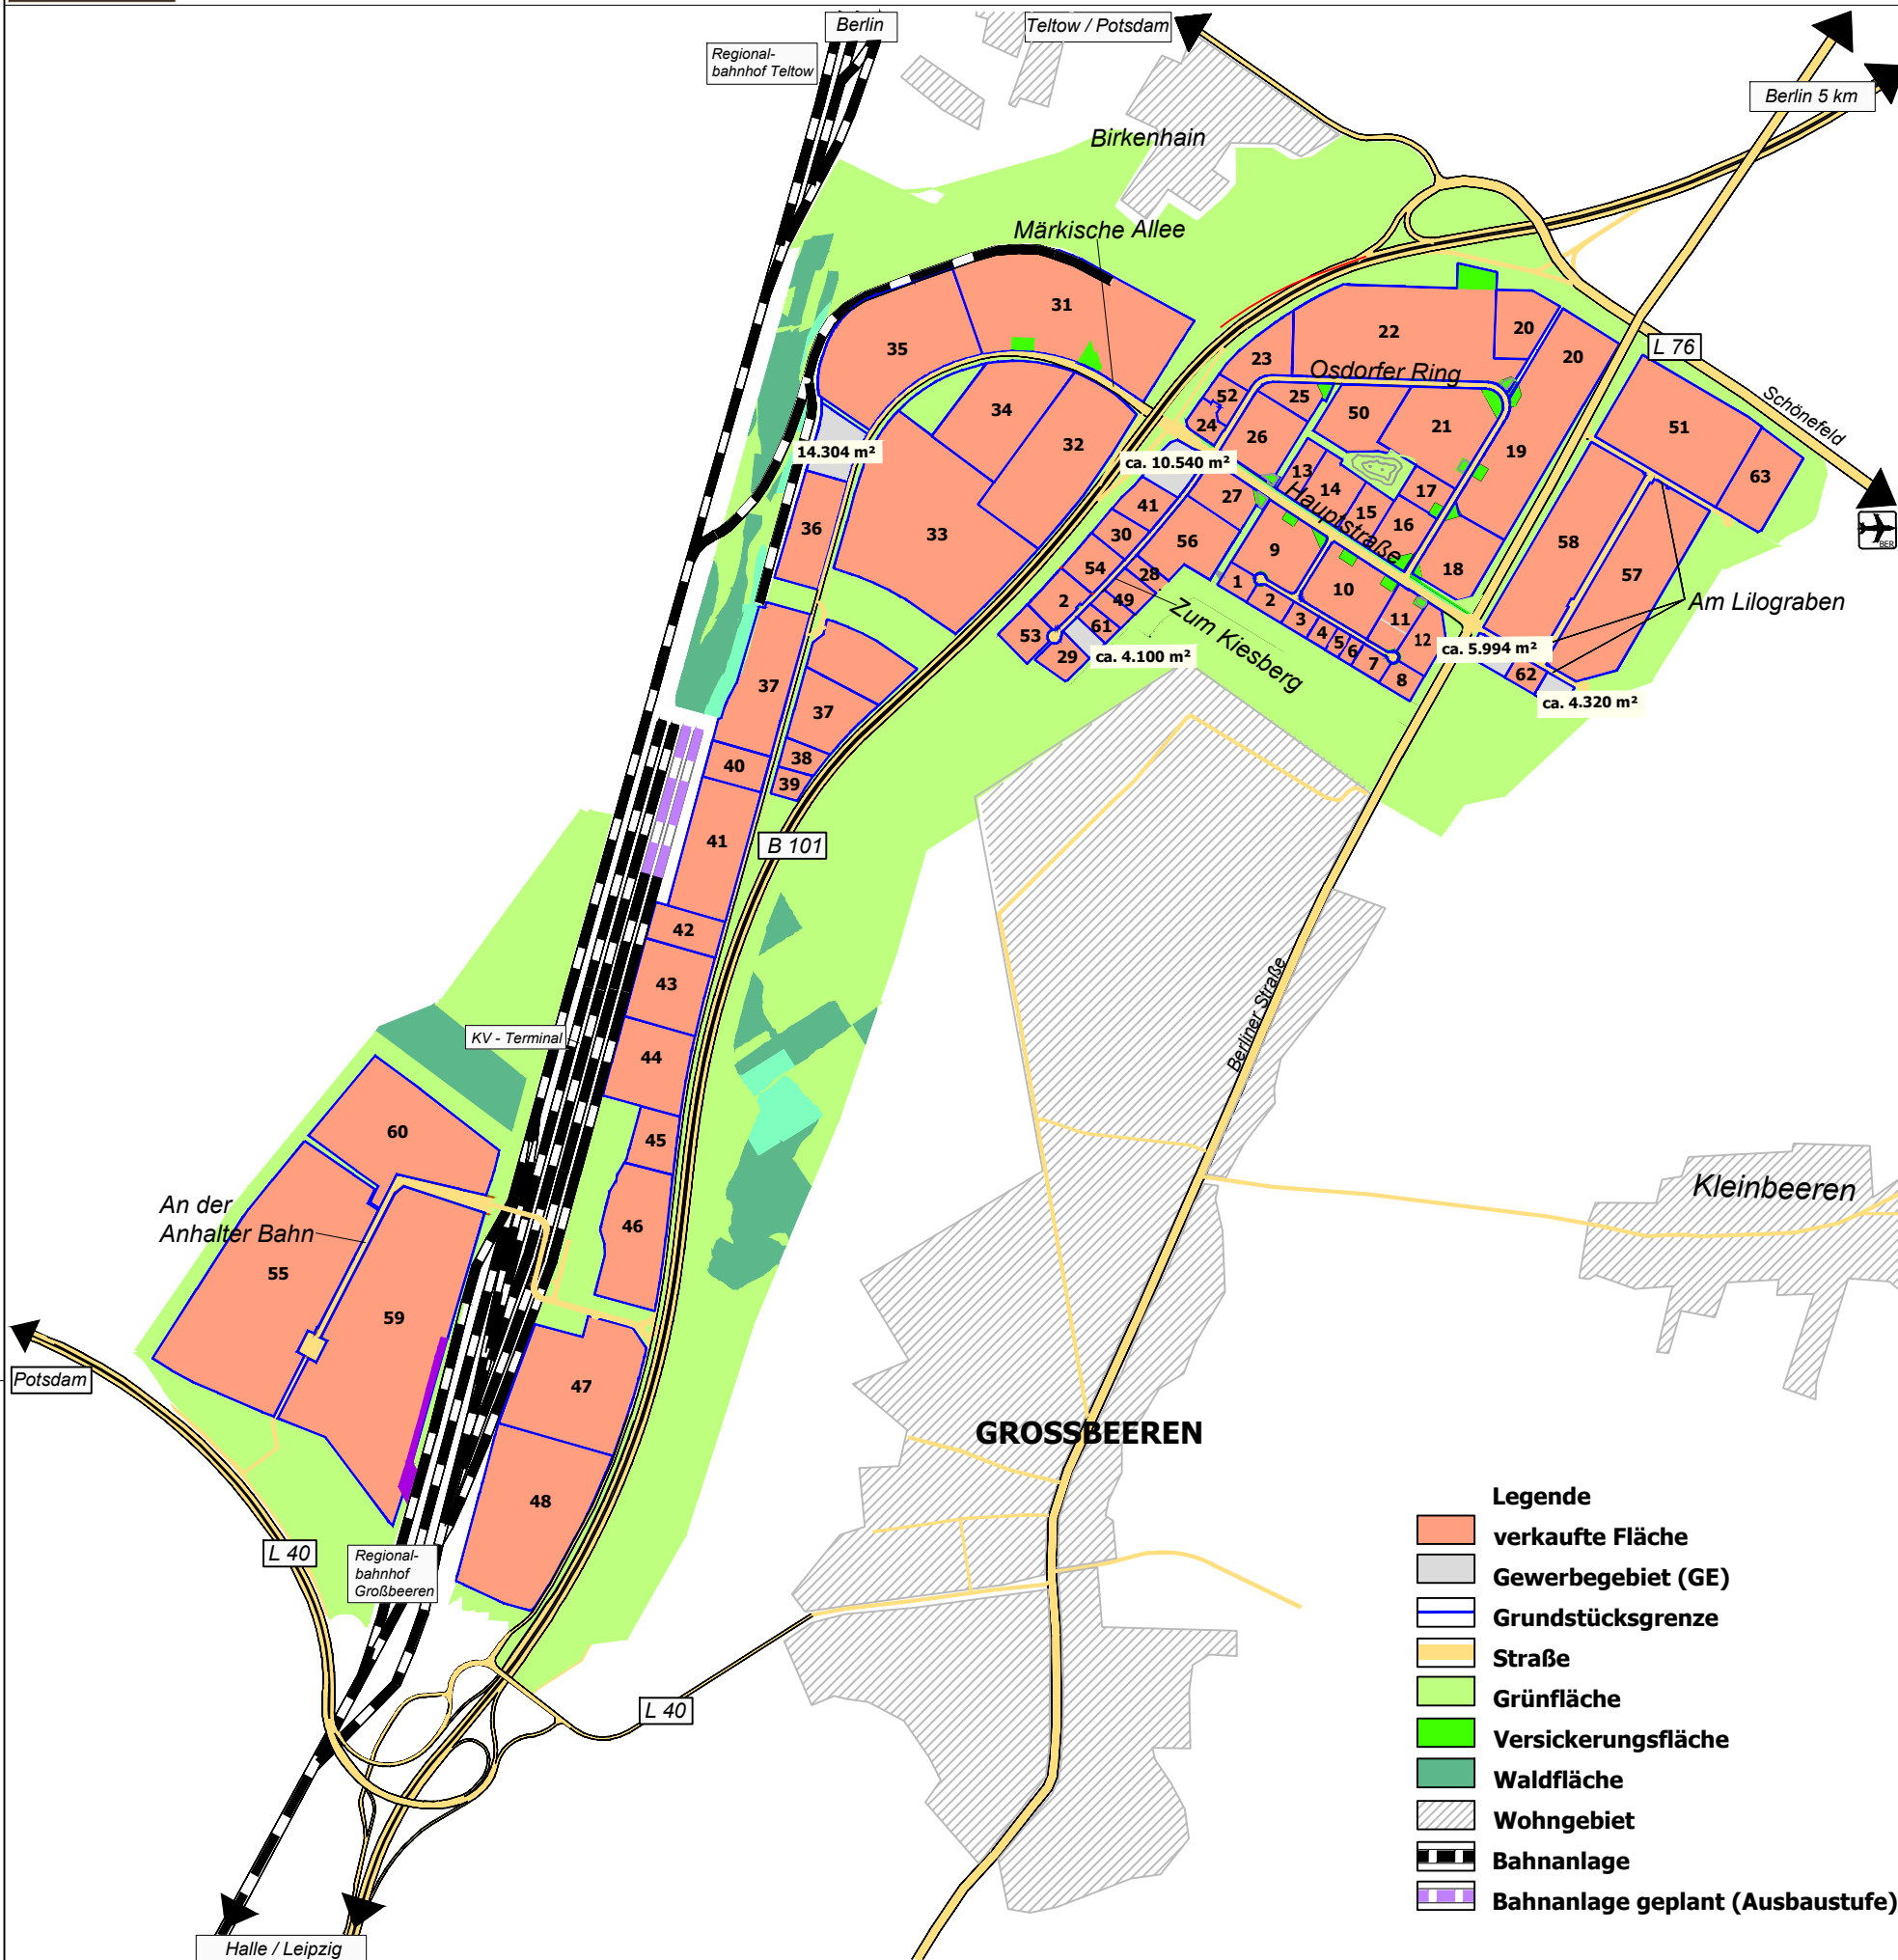 Berlin
Teltow / Potsdam
Regional-
bahnhof Teltow
Berlin 5 km
Birkenhain
Märkische Allee
31
35
22
20
20
23
L 76
Osdorfer Ring
52
25
50
34
24
26
21
51
Schönefeld
32
14.304 m²
ca. 10.540 m²
19
13
63
14
17
27
Hauptstraße
41
15
16
36
33
30
56
9
58
BER
54
28
18
57
1
10
2
49
2
Am Lilograben
3
11
Zum Kiesberg
61
4
5
6
12
53
29
ca. 4.100 m²
ca. 5.994 m²
7
8
62
37
37
ca. 4.320 m²
38
40
39
41
B 101
42
43
Berliner Straße
KV - Terminal
44
60
45
Kleinbeeren
An der
Anhalter Bahn
46
55
59
Potsdam
47
GROSSBEEREN
48
L 40
Regional-
bahnhof
Großbeeren
L 40
Halle / Leipzig
Legende
verkaufte Fläche
Gewerbegebiet (GE)
Grundstücksgrenze
Straße
Grünfläche
Versickerungsfläche
Waldfläche
Wohngebiet
Bahnanlage
Bahnanlage geplant (Ausbaustufe)